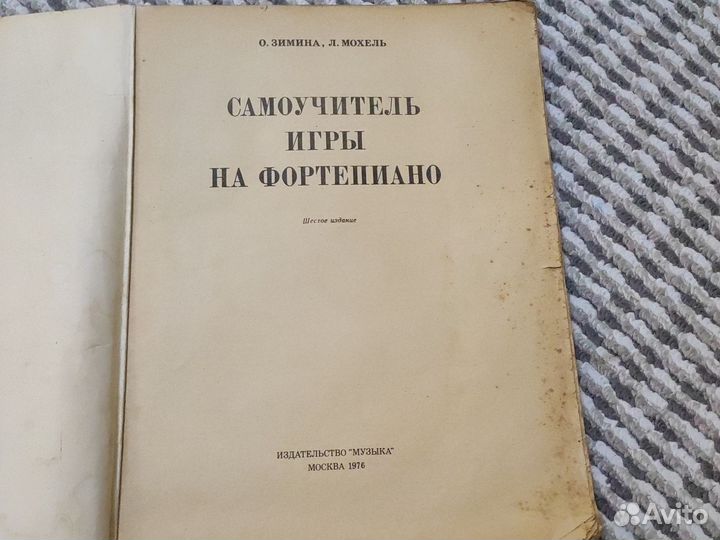 О. ЗИМИНА, Л. МОХЕЛЬ
САМОУЧИТЕЛЬ
ИГРЫ
НА ФОРТЕПИАНО
Шестое издание
ИЗДАТЕЛЬСТВО "МУЗЫКА"
МОСКВА 1976
Avito